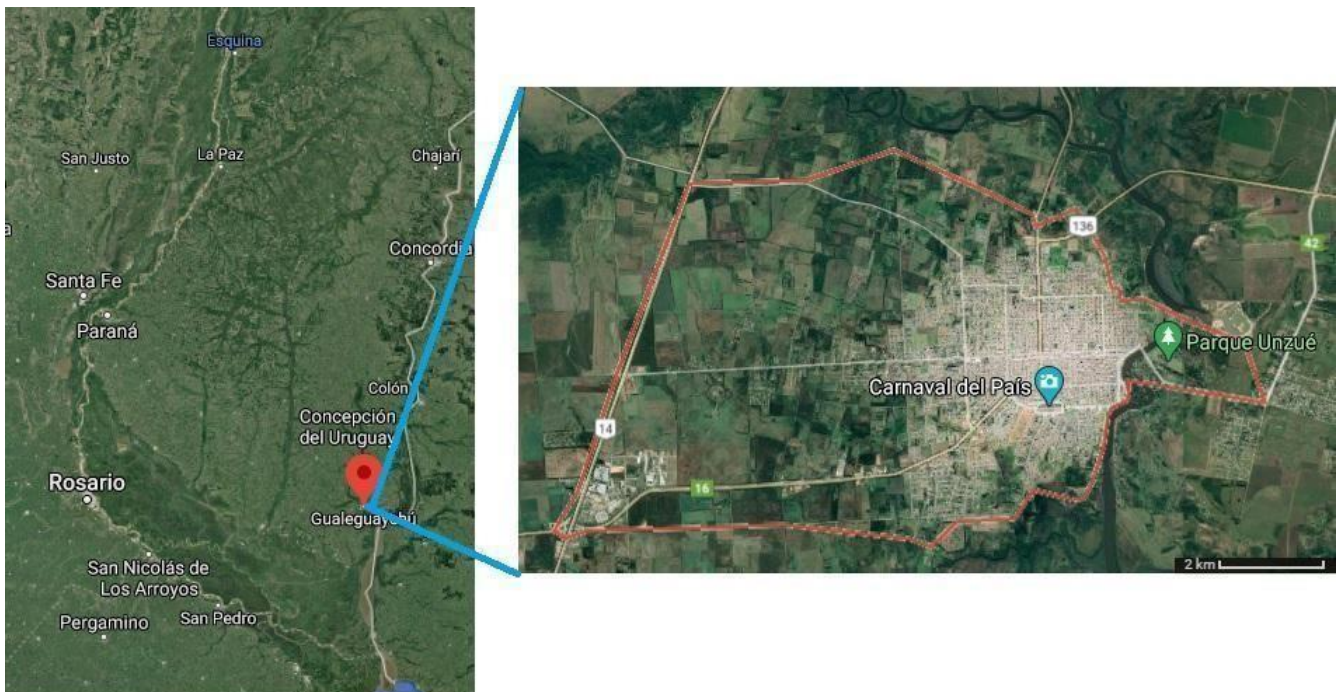 Esquina
San Justo
La Paz
Chajarí
a
Concordia
Santa Fe
Paraná
Colón
Concepción
del Uruguay
Rosario
Gualeguaychú
San Nicolás de
Los Arroyos
San Pedro
Pergamino
136
42
Parque Unzué
Carnaval del País
14
16
2 km